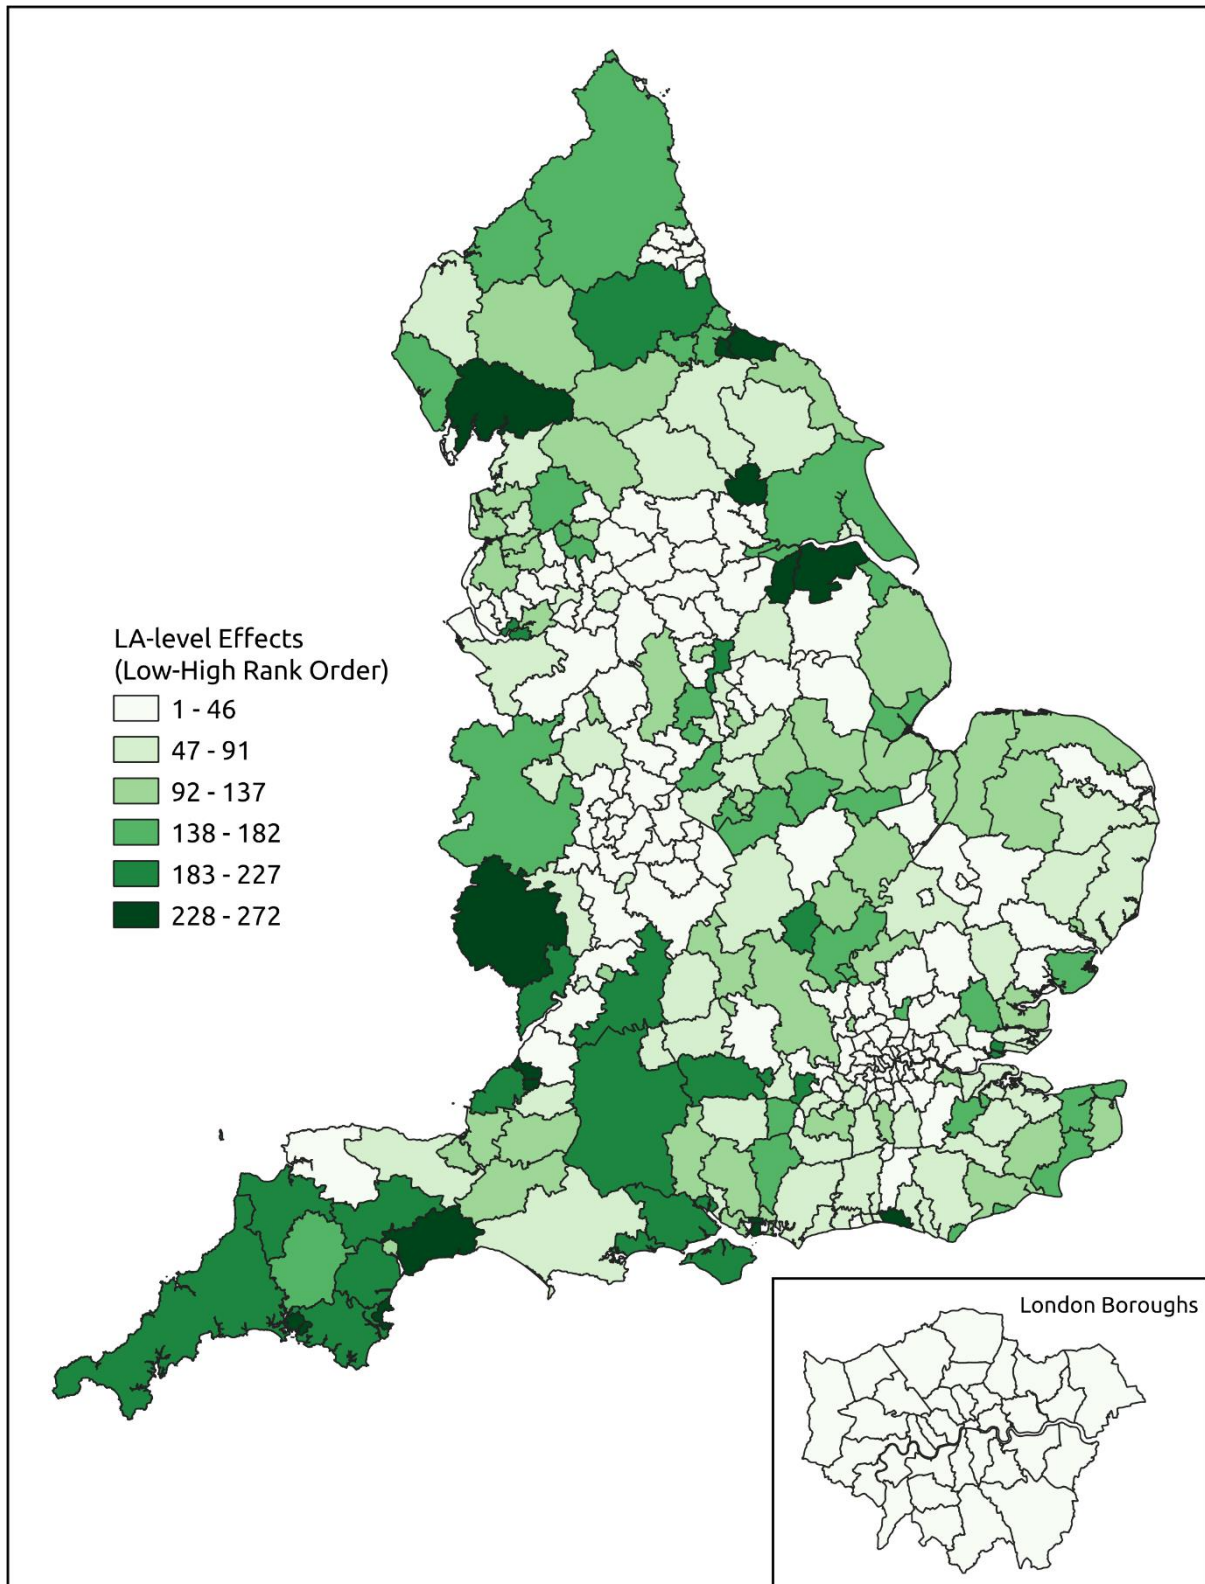 LA-level Effects
(Low-High Rank Order)
1 - 46
47 - 91
92 - 137
138 - 182
183 - 227
228 - 272
London Boroughs